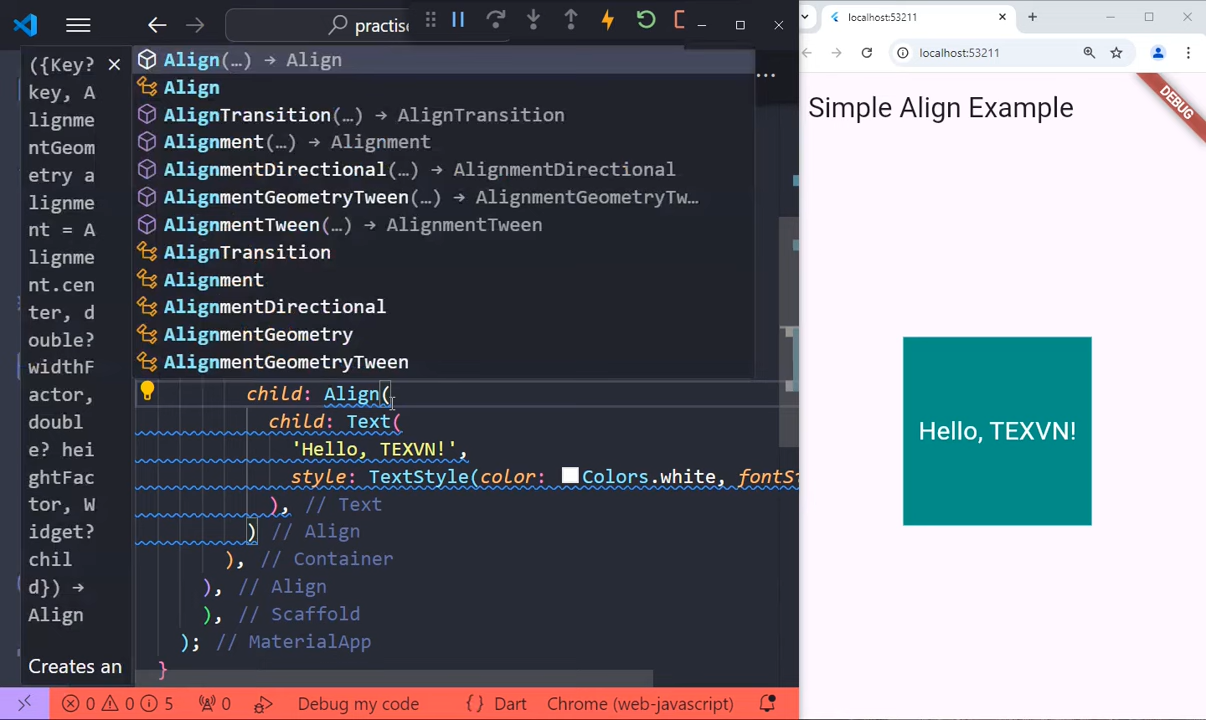 practise
localhost:53211
localhost:53211
({Key?
key, A
lignme
ntGeom
etry a
lignme
nt = A
lignme
nt.cen
ter, d
ouble?
widthF
actor,
doubl
e? hei
ghtFac
tor, W
idget?
chil
d}) →
Align
Creates an
Align(…) → Align
Align
AlignTransition(…) → AlignTransition
Alignment(…) → Alignment
AlignmentDirectional(…) → AlignmentDirectional
AlignmentGeometryTween(…) → AlignmentGeometryTw…
AlignmentTween(…) → AlignmentTween
AlignTransition
Alignment
AlignmentDirectional
AlignmentGeometry
AlignmentGeometryTween
child: Align(
child: Text(
'Hello, TEXVN!',
style: TextStyle(color: Colors.white, fontS
), // Text
) // Align
), // Container
), // Align
), // Scaffold
); // MaterialApp
}
Simple Align Example
DEBUG
Hello, TEXVN!
0 0 5 0 Debug my code { } Dart Chrome (web-javascript)